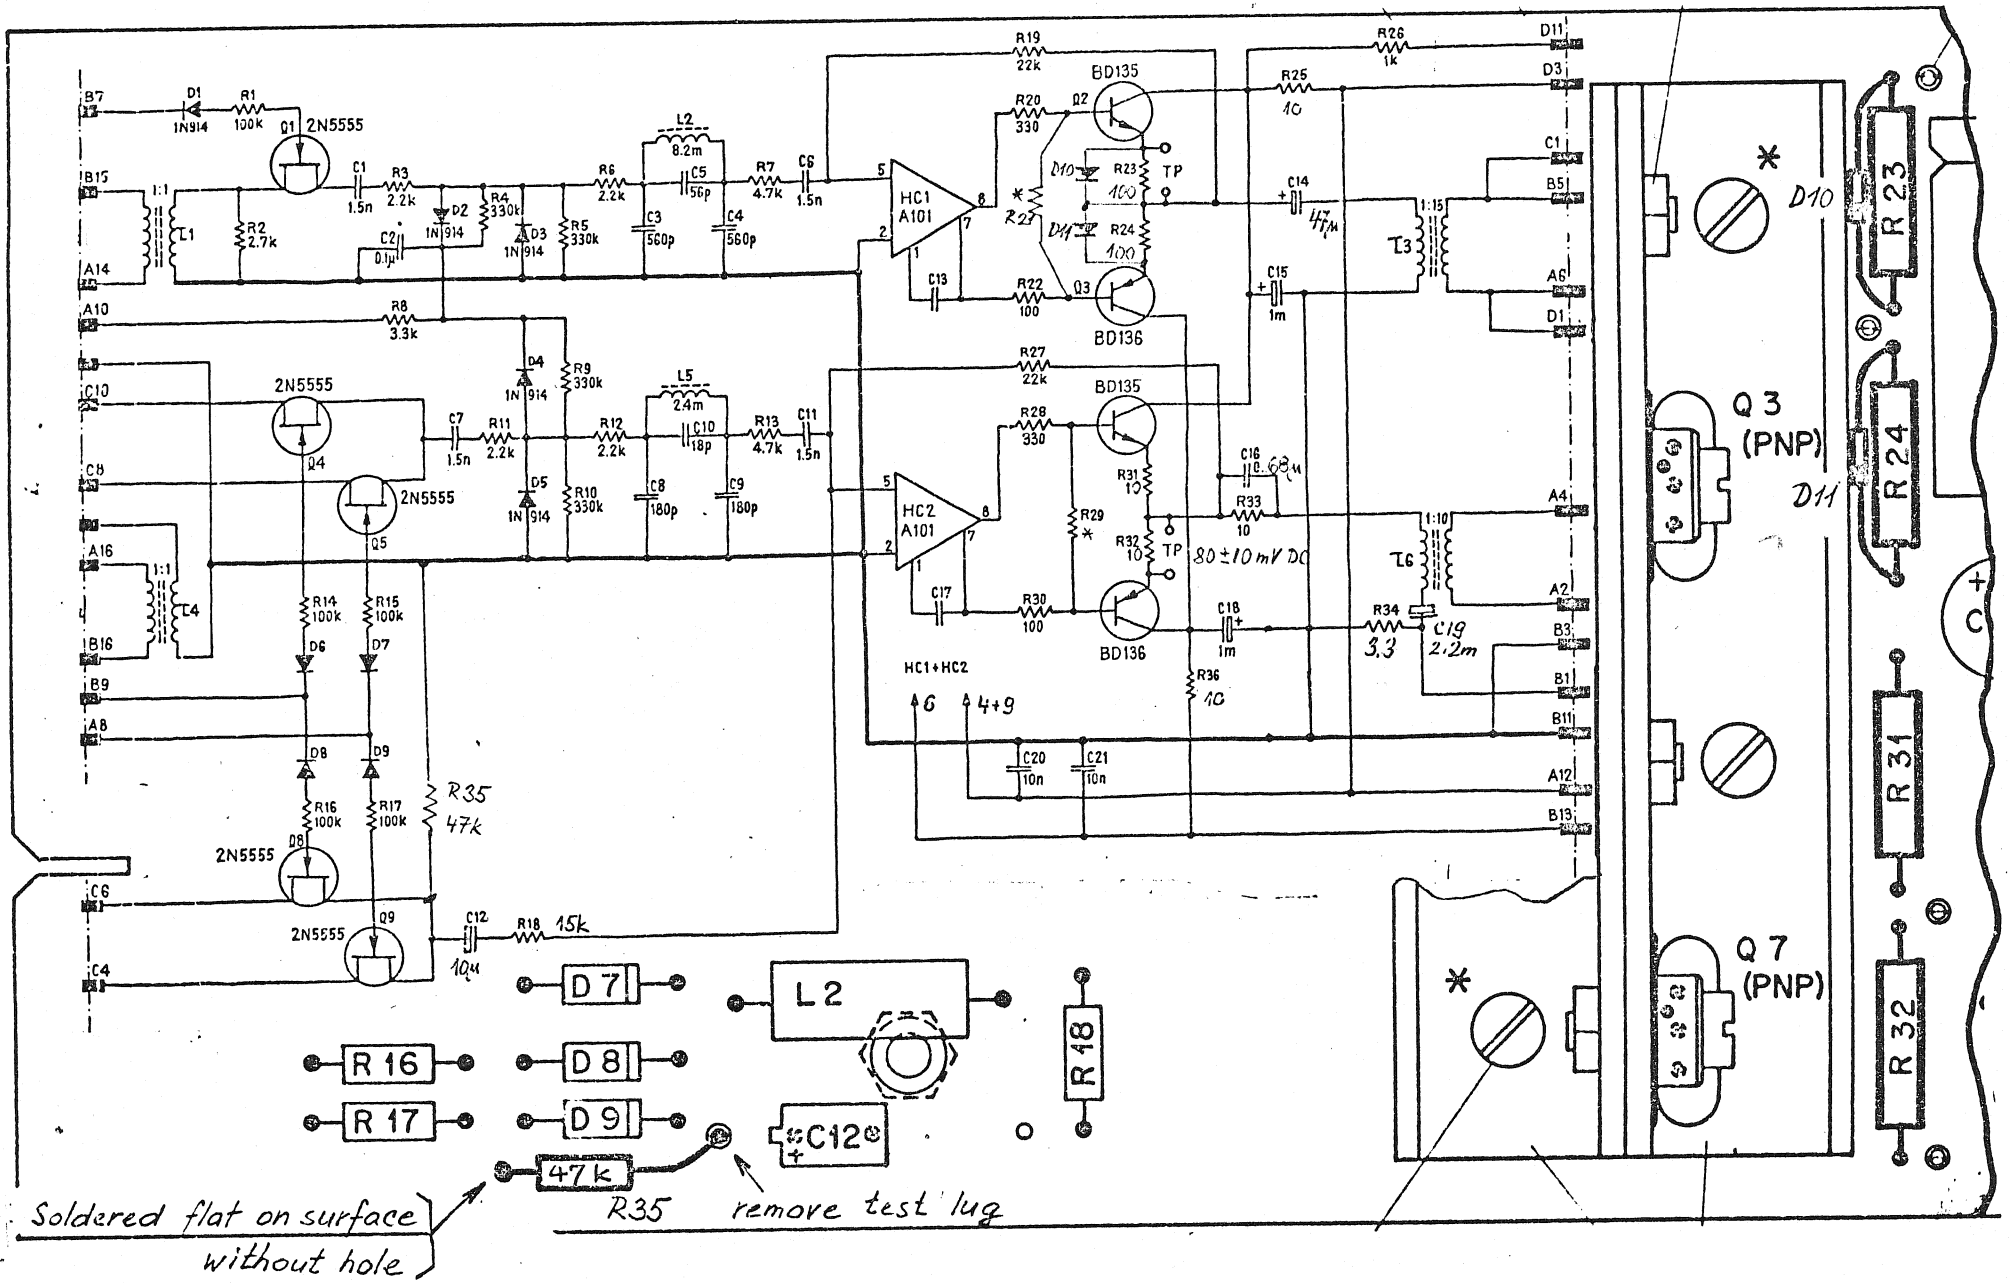 B7
D1
1N914
R1
100k
Q1
2N5555
B15
1:1
T1
R2
2.7k
C1
1.5n
R3
2.2k
D2
1N914
R4
330k
C2
0.1µ
D3
1N914
R5
330k
R6
2.2k
L2
8.2m
C5
56p
C3
560p
C4
560p
R7
4.7k
C6
1.5n
R19
22k
5
HC1
A101
2
8
7
1
C13
R20
330
Q2
BD135
*
D10
R23
100
TP
D11
R24
100
R22
100
Q3
BD136
R26
1k
R25
10
D11
D3
C1
B5
A6
D1
C14
+
47µ
1:15
T3
C15
+
1m
A14
A10
R8
3.3k
C10
2N5555
Q4
C8
2N5555
Q5
C7
1.5n
R11
2.2k
D4
1N914
R9
330k
D5
1N914
R10
330k
R12
2.2k
L5
2.4m
C10
18p
C8
180p
C9
180p
R13
4.7k
C11
1.5n
R27
22k
5
HC2
A101
2
8
7
1
C17
R28
330
BD135
R29
*
R31
10
R32
10
TP
80 ± 10 mV DC
R30
100
BD136
C16
0.68µ
R33
10
1:10
T6
A4
A2
C18
+
1m
R34
3.3
C19
2.2m
B3
B1
B11
A12
B13
R36
10
HC1+HC2
6
4+9
C20
10n
C21
10n
A16
1:1
T4
B16
B9
A8
R14
100k
R15
100k
D6
D7
D8
D9
R16
100k
R17
100k
R35
47k
Q8
2N5555
C6
Q9
2N5555
C4
C12
10µ
R18
15k
D 7
D 8
D 9
R 16
R 17
L 2
C12
+
R 18
47k
R35
remove test lug
Soldered flat on surface
without hole
*
D10
R 23
Q 3
(PNP)
D11
R 24
+
C
R 31
Q 7
(PNP)
*
R 32